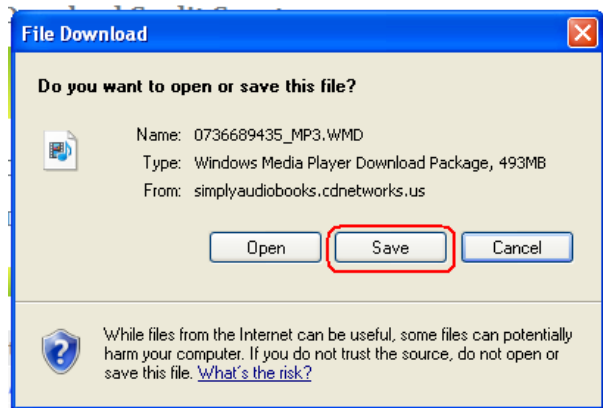 File Download
Do you want to open or save this file?
Name: 0736689435_MP3.WMD
Type: Windows Media Player Download Package, 493MB
From: simplyaudiobooks.cdnetworks.us
Open Save Cancel
While files from the Internet can be useful, some files can potentially
harm your computer. If you do not trust the source, do not open or
save this file. What's the risk?